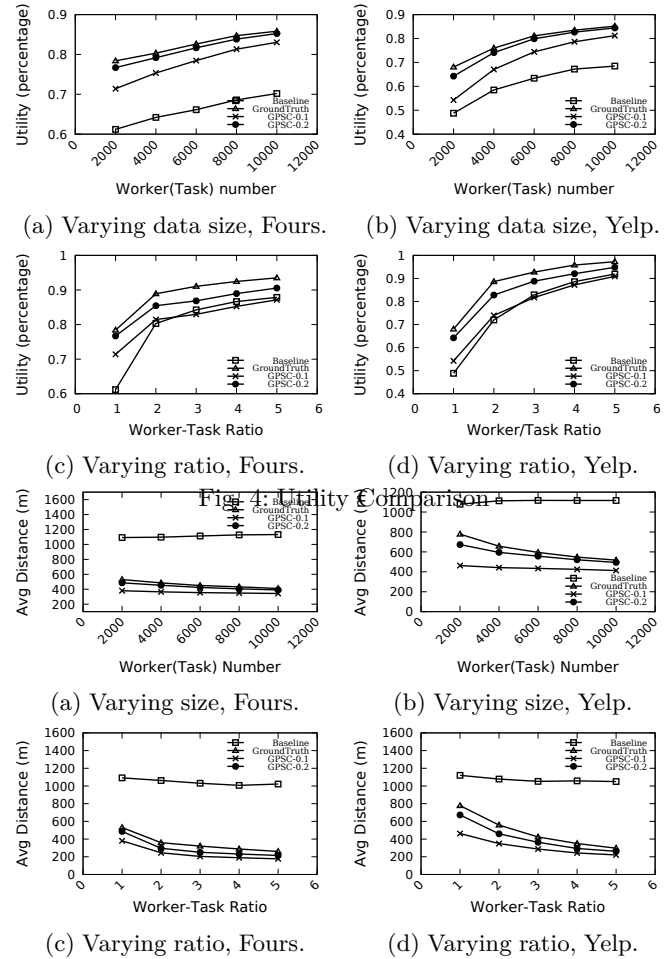 0.9
0.8
0.7
0.6
Utility (percentage)
0
2000
4000
6000
8000
10000
12000
Worker(Task) number
Baseline
GroundTruth
GPSC-0.1
GPSC-0.2
(a) Varying data size, Fours.
0.9
0.8
0.7
0.6
0.5
0.4
Utility (percentage)
0
2000
4000
6000
8000
10000
12000
Worker(Task) number
Baseline
GroundTruth
GPSC-0.1
GPSC-0.2
(b) Varying data size, Yelp.
1
0.9
0.8
0.7
0.6
Utility (percentage)
0 1 2 3 4 5 6
Worker-Task Ratio
Baseline
GroundTruth
GPSC-0.1
GPSC-0.2
(c) Varying ratio, Fours.
1
0.9
0.8
0.7
0.6
0.5
0.4
Utility (percentage)
0 1 2 3 4 5 6
Worker/Task Ratio
Baseline
GroundTruth
GPSC-0.1
GPSC-0.2
(d) Varying ratio, Yelp.
Fig. 4: Utility Comparison
1600
1400
1200
1000
800
600
400
200
Avg Distance (m)
0
2000
4000
6000
8000
10000
12000
Worker(Task) Number
Baseline
GroundTruth
GPSC-0.1
GPSC-0.2
(a) Varying size, Fours.
1200
1000
800
600
400
200
0
Avg Distance (m)
0
2000
4000
6000
8000
10000
12000
Worker(Task) Number
Baseline
GroundTruth
GPSC-0.1
GPSC-0.2
(b) Varying size, Yelp.
1600
1400
1200
1000
800
600
400
200
0
Avg Distance (m)
0 1 2 3 4 5 6
Worker-Task Ratio
Baseline
GroundTruth
GPSC-0.1
GPSC-0.2
(c) Varying ratio, Fours.
1600
1400
1200
1000
800
600
400
200
0
Avg Distance (m)
0 1 2 3 4 5 6
Worker-Task Ratio
Baseline
GroundTruth
GPSC-0.1
GPSC-0.2
(d) Varying ratio, Yelp.